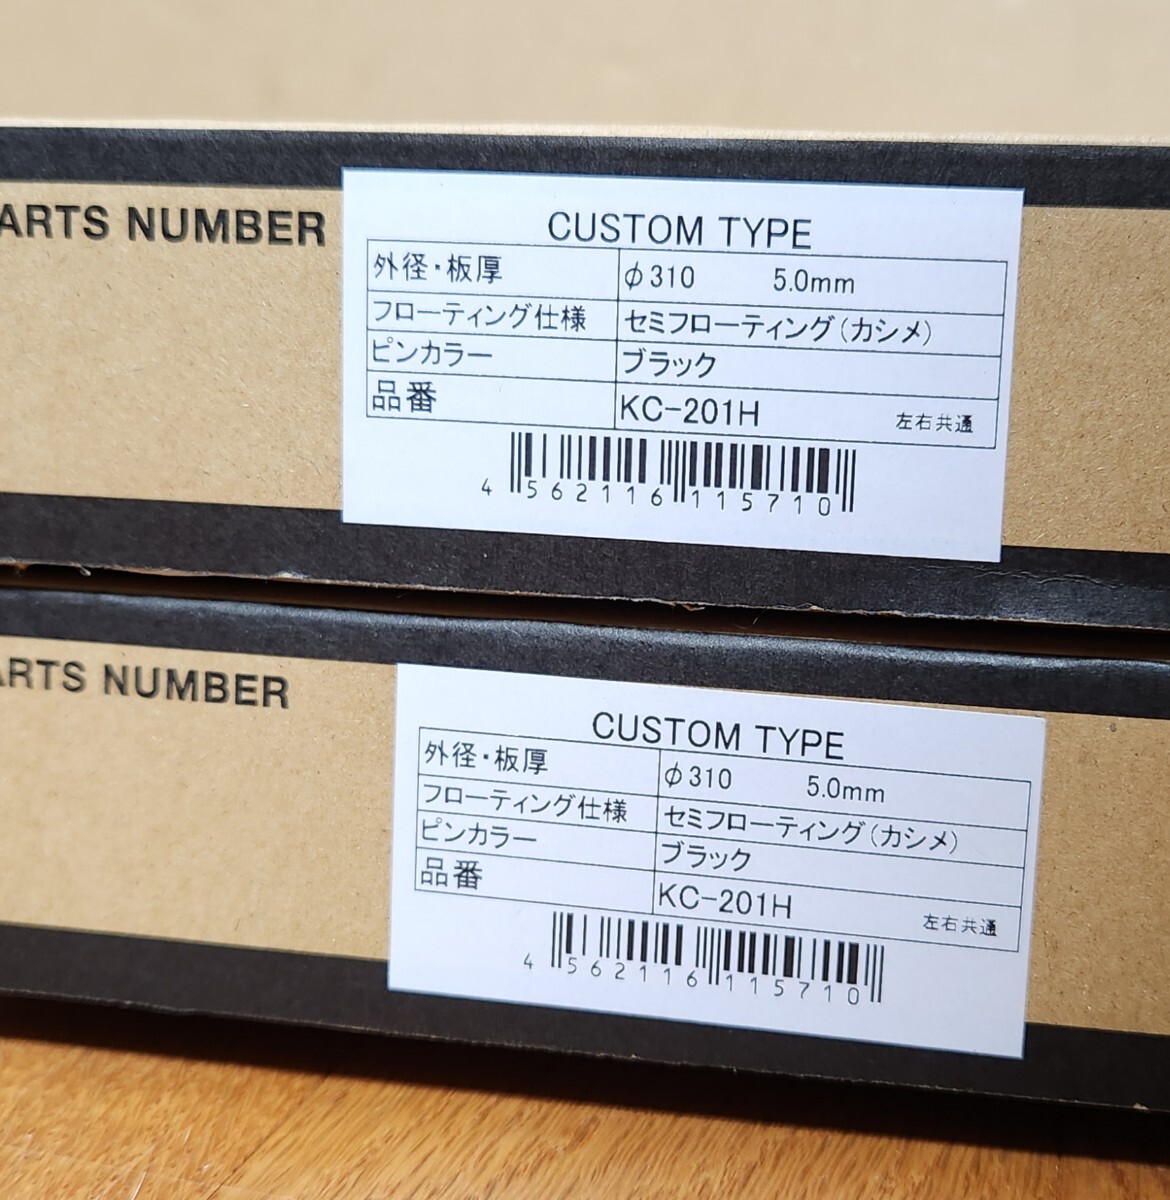 ARTS NUMBER
CUSTOM TYPE
外径・板厚 φ310 5.0mm
フローティング仕様 セミフローティング(カシメ)
ピンカラー ブラック
品番 KC-201H 左右共通
4 562116 115710
ARTS NUMBER
CUSTOM TYPE
外径・板厚 φ310 5.0mm
フローティング仕様 セミフローティング(カシメ)
ピンカラー ブラック
品番 KC-201H 左右共通
4 562116 115710